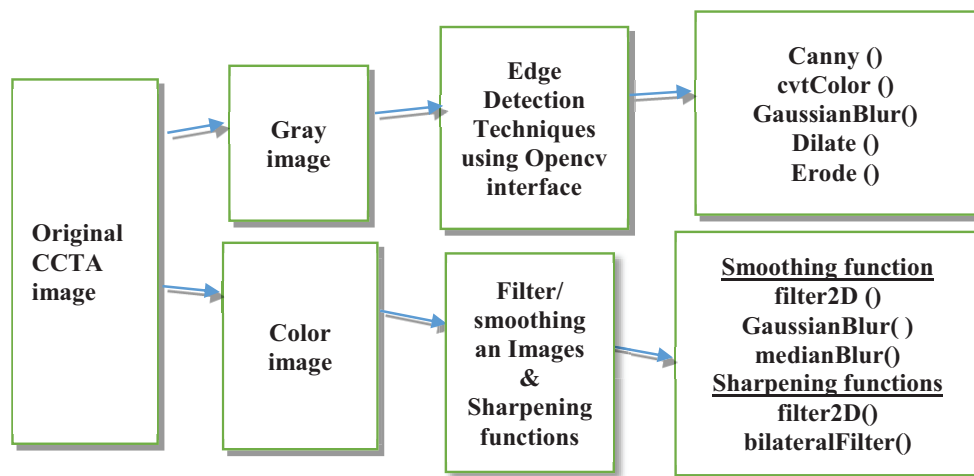 Original
CCTA
image
Gray
image
Edge
Detection
Techniques
using Opencv
interface
Canny ()
cvtColor ()
GaussianBlur()
Dilate ()
Erode ()
Color
image
Filter/
smoothing
an Images
&
Sharpening
functions
Smoothing function
filter2D ()
GaussianBlur( )
medianBlur()
Sharpening functions
filter2D()
bilateralFilter()